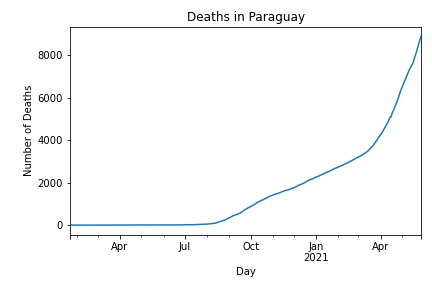 Deaths in Paraguay
Number of Deaths
8000
6000
4000
2000
0
Apr Jul Oct Jan Apr
2021
Day